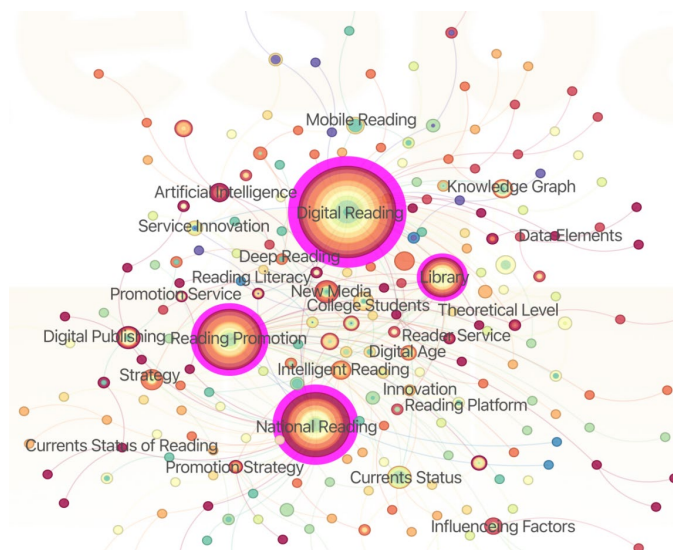 Mobile Reading
Artificial Intelligence
Knowledge Graph
Digital Reading
Service Innovation
Data Elements
Deep Reading
Reading Literacy
Library
Promotion Service
New Media
College Students
Theoretical Level
Digital Publishing
Reading Promotion
Reader Service
Digital Age
Strategy
Intelligent Reading
Innovation
Reading Platform
National Reading
Currents Status of Reading
Promotion Strategy
Currents Status
Influenceing Factors